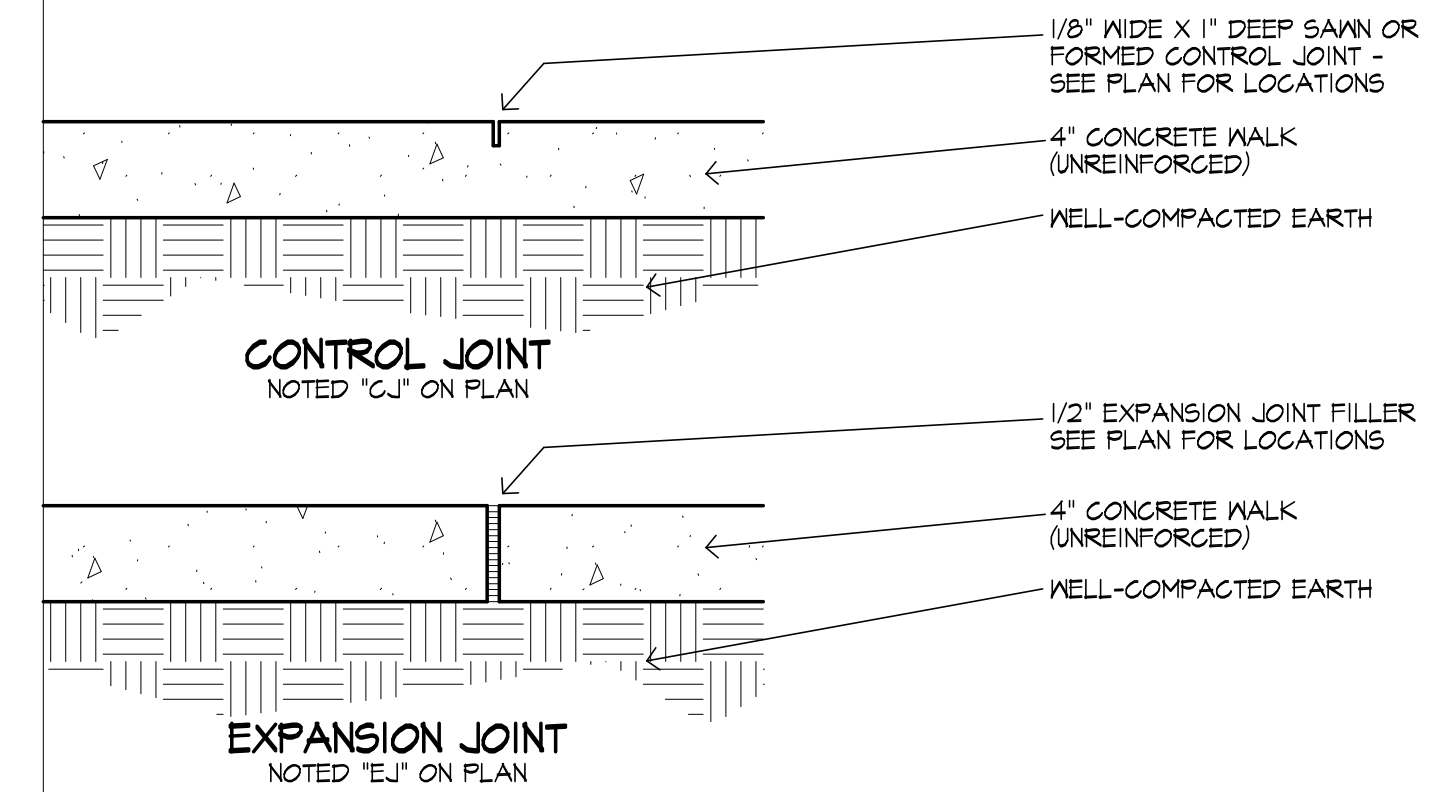 1/8" WIDE X 1" DEEP SAWN OR
FORMED CONTROL JOINT -
SEE PLAN FOR LOCATIONS
4" CONCRETE WALK
(UNREINFORCED)
WELL-COMPACTED EARTH
CONTROL JOINT
NOTED "CJ" ON PLAN
1/2" EXPANSION JOINT FILLER
SEE PLAN FOR LOCATIONS
4" CONCRETE WALK
(UNREINFORCED)
WELL-COMPACTED EARTH
EXPANSION JOINT
NOTED "EJ" ON PLAN